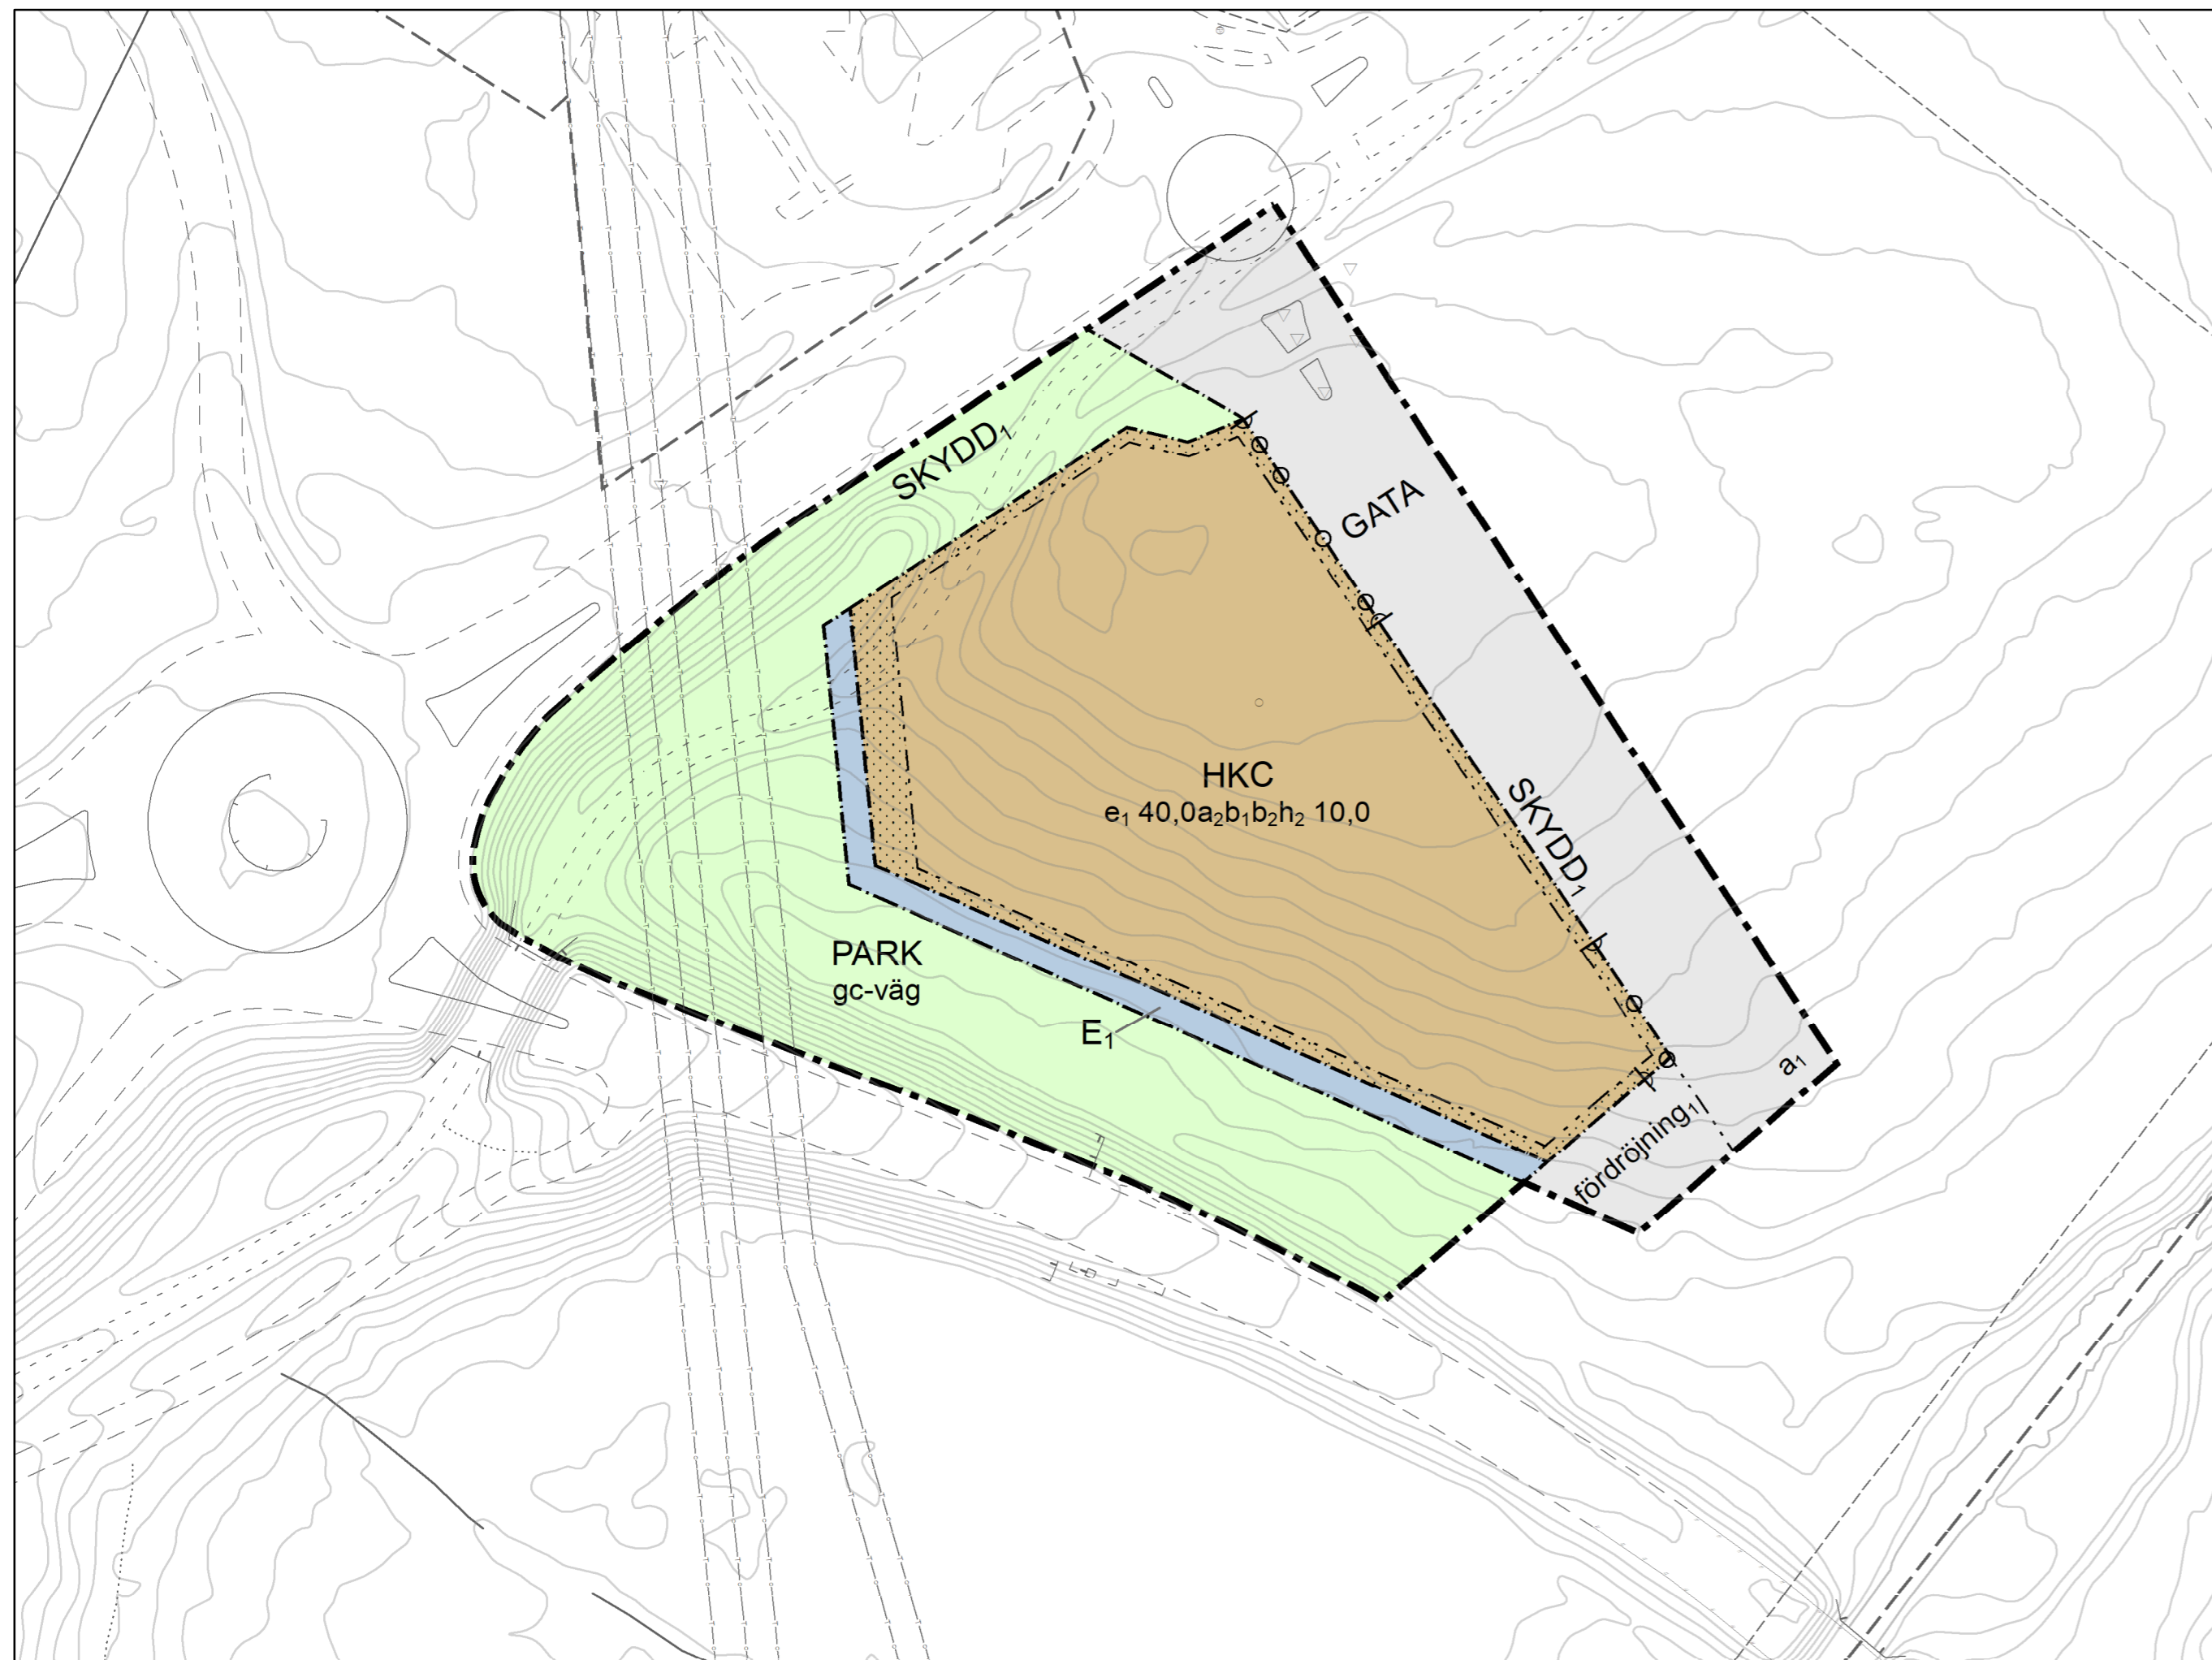 SKYDD₁
GATA
HKC
e₁ 40,0a₂b₁b₂h₂ 10,0
SKYDD₁
PARK
gc-väg
E₁
a₁
fördröjning₁